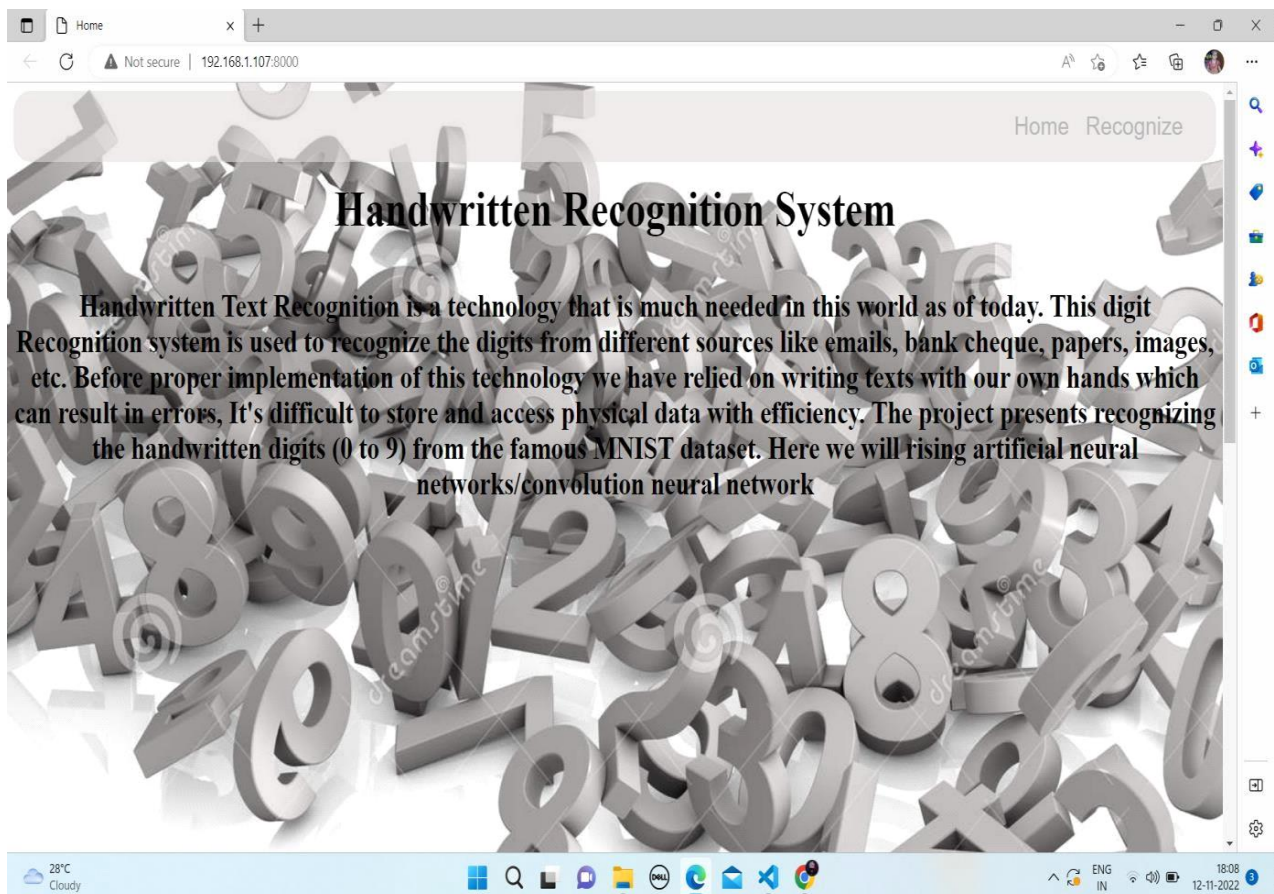 Home
Not secure | 192.168.1.107:8000
Home Recognize
Handwritten Recognition System
Handwritten Text Recognition is a technology that is much needed in this world as of today. This digit
Recognition system is used to recognize the digits from different sources like emails, bank cheque, papers, images,
etc. Before proper implementation of this technology we have relied on writing texts with our own hands which
can result in errors, It's difficult to store and access physical data with efficiency. The project presents recognizing
the handwritten digits (0 to 9) from the famous MNIST dataset. Here we will rising artificial neural
networks/convolution neural network
dreamstime
dreamstime
28°C
Cloudy
DELL
ENG
IN
18:08
12-11-2022
3